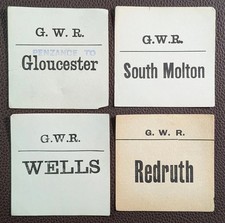 G. W. R.
PENZANCE TO
Gloucester
G.W.R.
South Molton
G.W.R.
WELLS
G. W. R.
Redruth